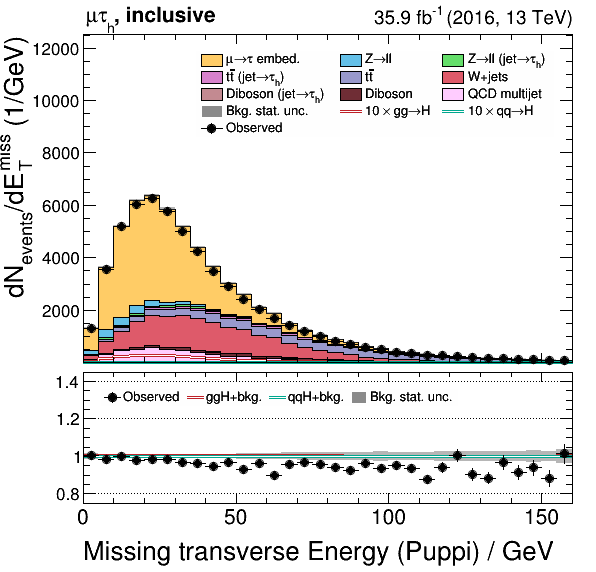 μτh, inclusive 35.9 fb⁻¹ (2016, 13 TeV)
12000
10000
8000
6000
4000
2000
dNevents/dETmiss (1/GeV)
μ→τ embed. Z→ll Z→ll (jet→τh)
tt̄ (jet→τh) tt̄ W+jets
Diboson (jet→τh) Diboson QCD multijet
Bkg. stat. unc. 10 × gg→H 10 × qq→H
Observed
1.4
1.2
1
0.8
Observed ggH+bkg. qqH+bkg. Bkg. stat. unc.
0 50 100 150
Missing transverse Energy (Puppi) / GeV